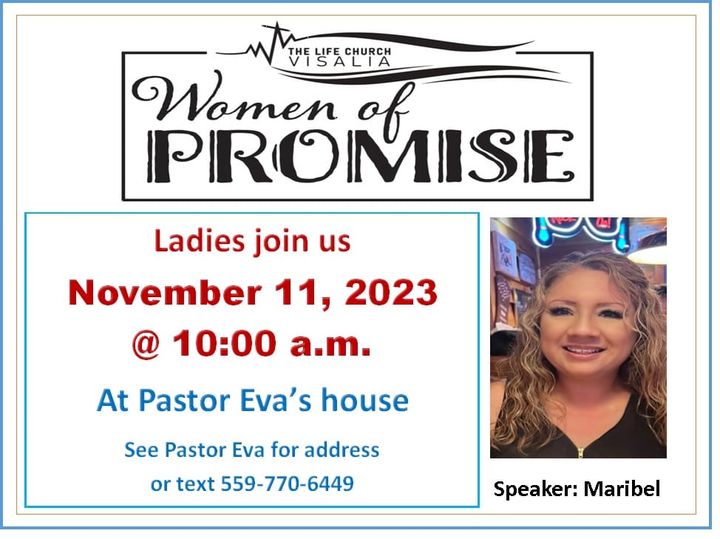 THE LIFE CHURCH
VISALIA
Women of
PROMISE
Ladies join us
November 11, 2023
@ 10:00 a.m.
At Pastor Eva’s house
See Pastor Eva for address
or text 559-770-6449
Speaker: Maribel